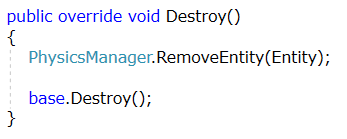 public override void Destroy()
{
    PhysicsManager.RemoveEntity(Entity);

    base.Destroy();
}